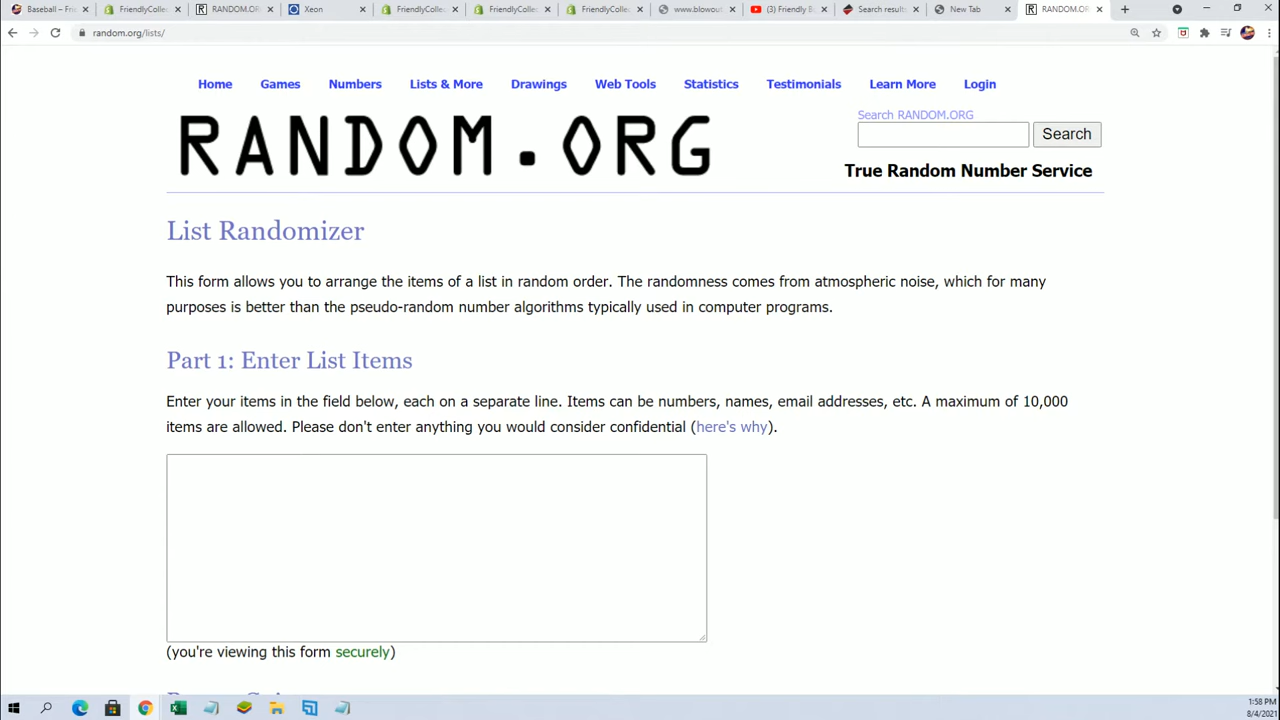 Baseball – Fri
FriendlyCollec
RANDOM.OR
Xeon
FriendlyCollec
FriendlyCollec
FriendlyCollec
www.blowout
(3) Friendly B
Search results
New Tab
RANDOM.OR
random.org/lists/
Home Games Numbers Lists & More Drawings Web Tools Statistics Testimonials Learn More Login
RANDOM.ORG
Search RANDOM.ORG
Search
True Random Number Service
List Randomizer
This form allows you to arrange the items of a list in random order. The randomness comes from atmospheric noise, which for many
purposes is better than the pseudo-random number algorithms typically used in computer programs.
Part 1: Enter List Items
Enter your items in the field below, each on a separate line. Items can be numbers, names, email addresses, etc. A maximum of 10,000
items are allowed. Please don't enter anything you would consider confidential (here's why).
(you're viewing this form securely)
1:58 PM
8/4/2021